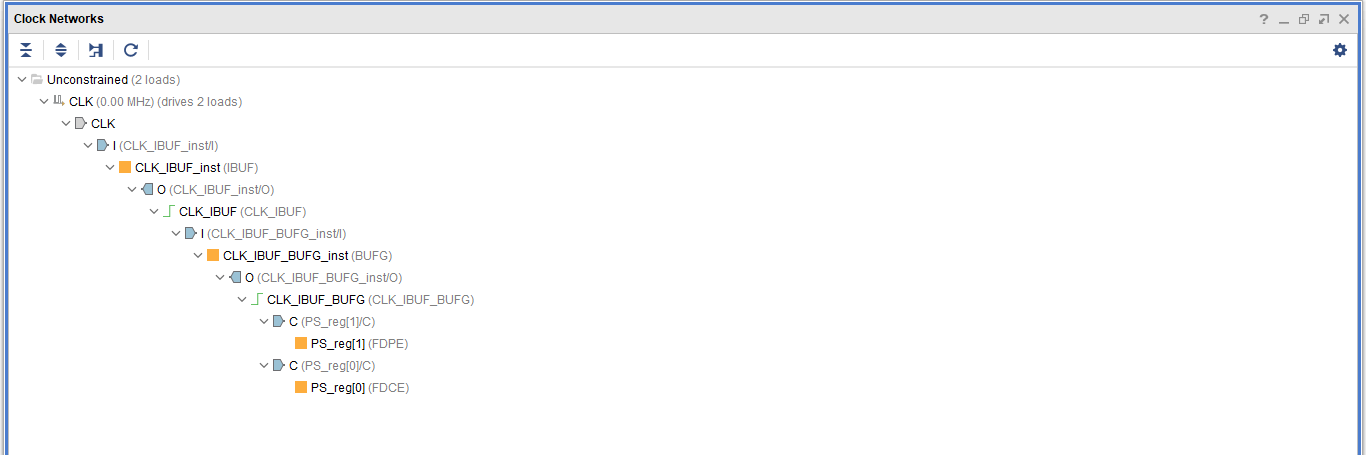 Clock Networks
Unconstrained (2 loads)
CLK (0.00 MHz) (drives 2 loads)
CLK
I (CLK_IBUF_inst/I)
CLK_IBUF_inst (IBUF)
O (CLK_IBUF_inst/O)
CLK_IBUF (CLK_IBUF)
I (CLK_IBUF_BUFG_inst/I)
CLK_IBUF_BUFG_inst (BUFG)
O (CLK_IBUF_BUFG_inst/O)
CLK_IBUF_BUFG (CLK_IBUF_BUFG)
C (PS_reg[1]/C)
PS_reg[1] (FDPE)
C (PS_reg[0]/C)
PS_reg[0] (FDCE)